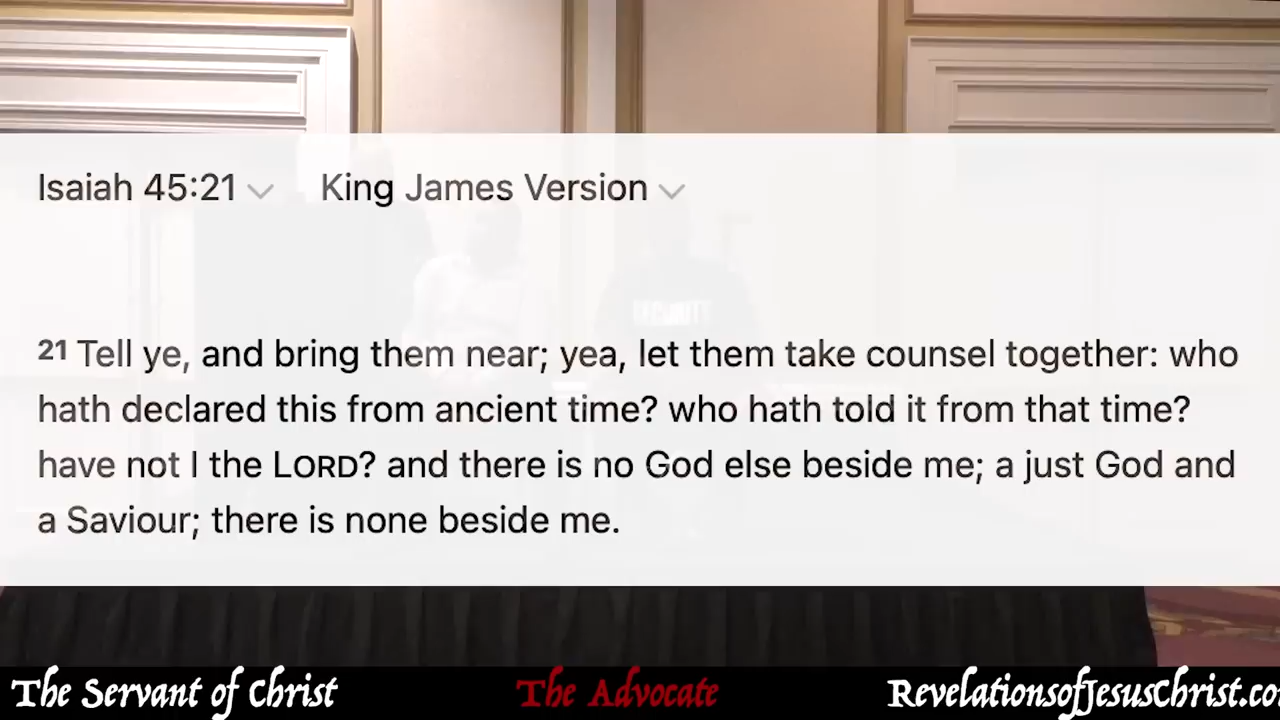 Isaiah 45:21 King James Version
SECURITY
21 Tell ye, and bring them near; yea, let them take counsel together: who
hath declared this from ancient time? who hath told it from that time?
have not I the LORD? and there is no God else beside me; a just God and
a Saviour; there is none beside me.
The Servant of Christ The Advocate RevelationsofJesusChrist.co